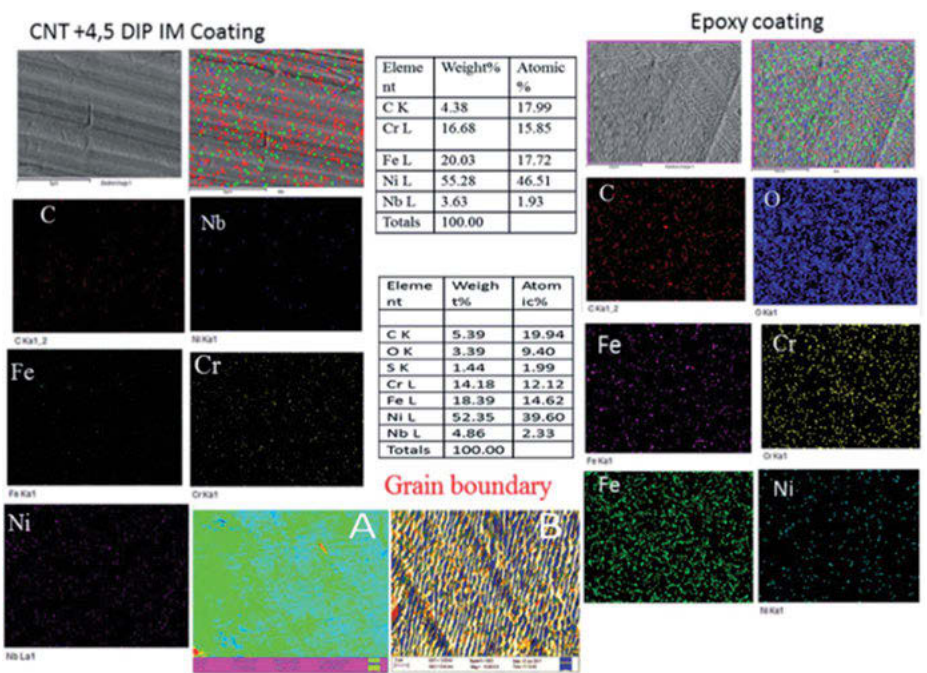 CNT +4,5 DIP IM Coating
Epoxy coating
Eleme
nt
Weight%
Atomic
%
C K 4.38 17.99
Cr L 16.68 15.85
Fe L 20.03 17.72
Ni L 55.28 46.51
Nb L 3.63 1.93
Totals 100.00
Eleme
nt
Weigh
t%
Atom
ic%
C K 5.39 19.94
O K 3.39 9.40
S K 1.44 1.99
Cr L 14.18 12.12
Fe L 18.39 14.62
Ni L 52.35 39.60
Nb L 4.86 2.33
Totals 100.00
C
C Ka1_2
Nb
Ni Ka1
Fe
Fe Ka1
Cr
Cr Ka1
Ni
Nb La1
Grain boundary
A
B
C
C Ka1_2
O
O Ka1
Fe
Fe Ka1
Cr
Cr Ka1
Fe
Ni
Ni Ka1